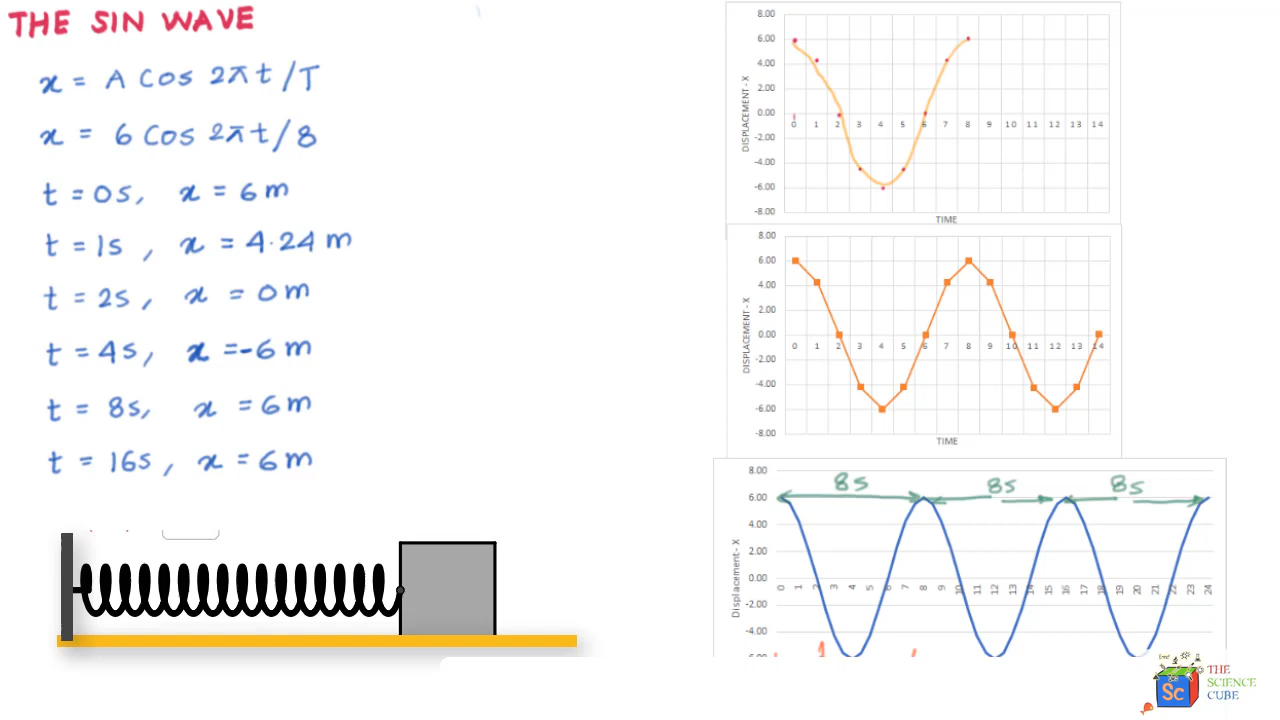 THE SIN WAVE
x = A Cos 2πt/T
x = 6 Cos 2πt/8
t = 0s, x = 6m
t = 1s, x = 4.24 m
t = 2s, x = 0m
t = 4s, x = -6m
t = 8s, x = 6m
t = 16s, x = 6m
8.00
6.00
4.00
2.00
0.00
-2.00
-4.00
-6.00
-8.00
DISPLACEMENT - X
0 1 2 3 4 5 6 7 8 9 10 11 12 13 14
TIME
8.00
6.00
4.00
2.00
0.00
-2.00
-4.00
-6.00
-8.00
DISPLACEMENT - X
0 1 2 3 4 5 6 7 8 9 10 11 12 13 14
TIME
8.00
6.00
4.00
2.00
0.00
-2.00
-4.00
Displacement- X
8s 8s 8s
0 1 2 3 4 5 6 7 8 9 10 11 12 13 14 15 16 17 18 19 20 21 22 23 24
Sc
THE
SCIENCE
CUBE